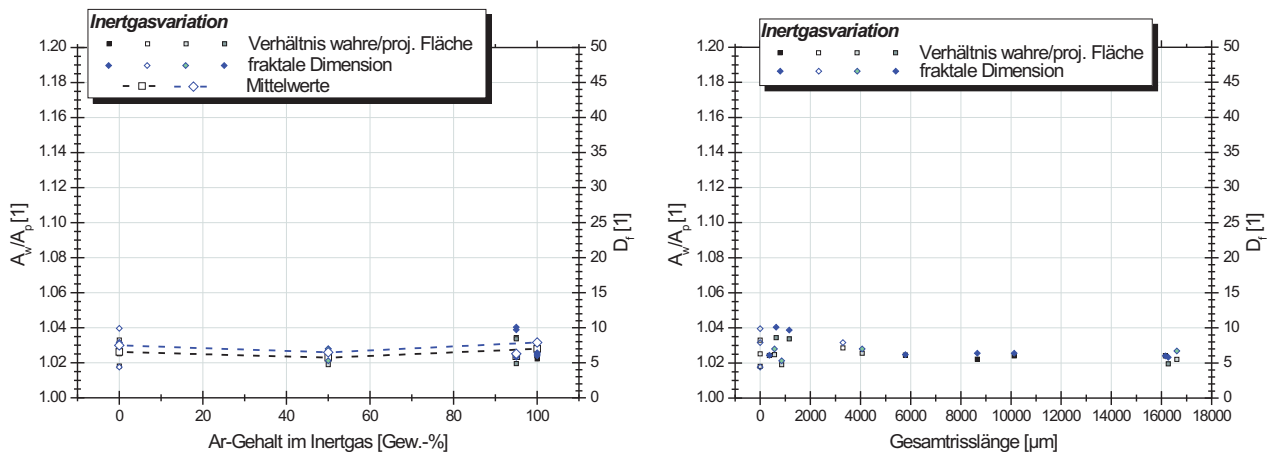 Inertgasvariation
Verhältnis wahre/proj. Fläche
fraktale Dimension
Mittelwerte
1.20
1.18
1.16
1.14
1.12
1.10
1.08
1.06
1.04
1.02
1.00
A_w/A_p [1]
50
45
40
35
30
25
20
15
10
5
0
D_f [1]
0 20 40 60 80 100
Ar-Gehalt im Inertgas [Gew.-%]
Inertgasvariation
Verhältnis wahre/proj. Fläche
fraktale Dimension
1.20
1.18
1.16
1.14
1.12
1.10
1.08
1.06
1.04
1.02
1.00
A_w/A_p [1]
50
45
40
35
30
25
20
15
10
5
0
D_f [1]
0 2000 4000 6000 8000 10000 12000 14000 16000 18000
Gesamtrisslänge [µm]